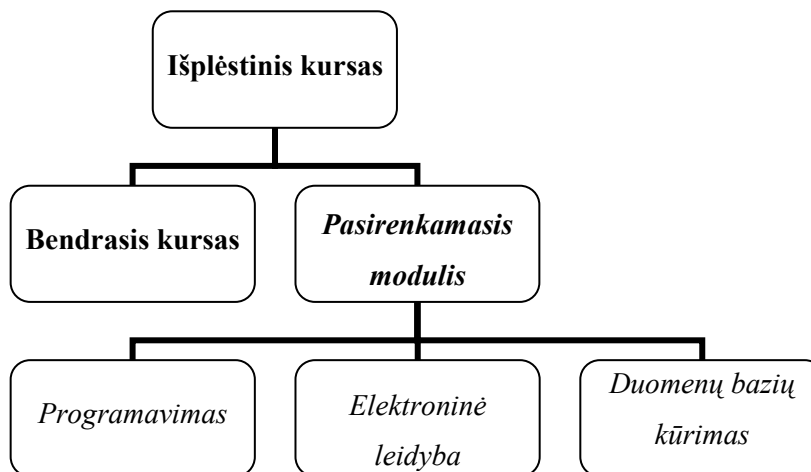 Išplėstinis kursas
Bendrasis kursas
Pasirenkamasis
modulis
Programavimas
Elektroninė
leidyba
Duomenų bazių
kūrimas